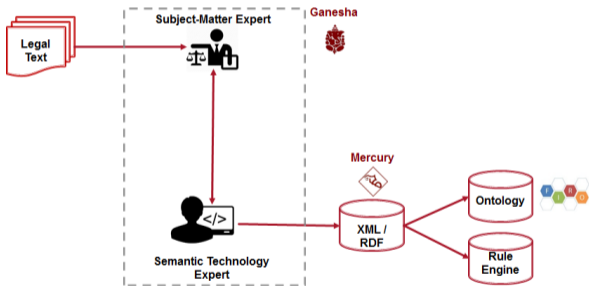 Subject-Matter Expert
Ganesha
Legal
Text
Mercury
</>
XML /
RDF
Ontology
F I R O
Rule
Engine
Semantic Technology
Expert